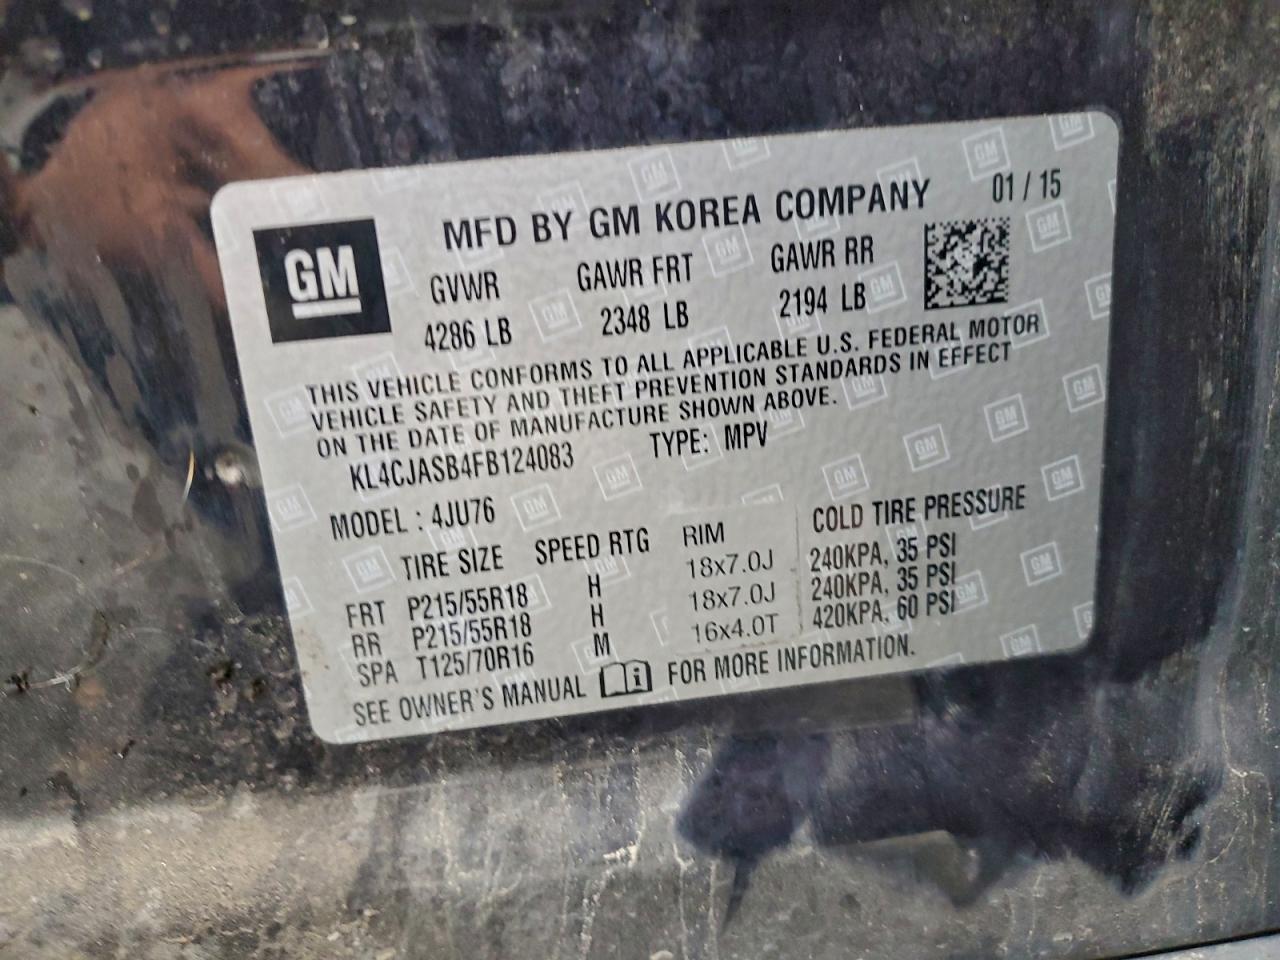 GM
MFD BY GM KOREA COMPANY 01 / 15
GVWR GAWR FRT GAWR RR
4286 LB 2348 LB 2194 LB
THIS VEHICLE CONFORMS TO ALL APPLICABLE U.S. FEDERAL MOTOR
VEHICLE SAFETY AND THEFT PREVENTION STANDARDS IN EFFECT
ON THE DATE OF MANUFACTURE SHOWN ABOVE.
KL4CJASB4FB124083 TYPE: MPV
MODEL : 4JU76
TIRE SIZE SPEED RTG RIM COLD TIRE PRESSURE
FRT P215/55R18 H 18x7.0J 240KPA, 35 PSI
RR P215/55R18 H 18x7.0J 240KPA, 35 PSI
SPA T125/70R16 M 16x4.0T 420KPA, 60 PSI
SEE OWNER'S MANUAL i FOR MORE INFORMATION.